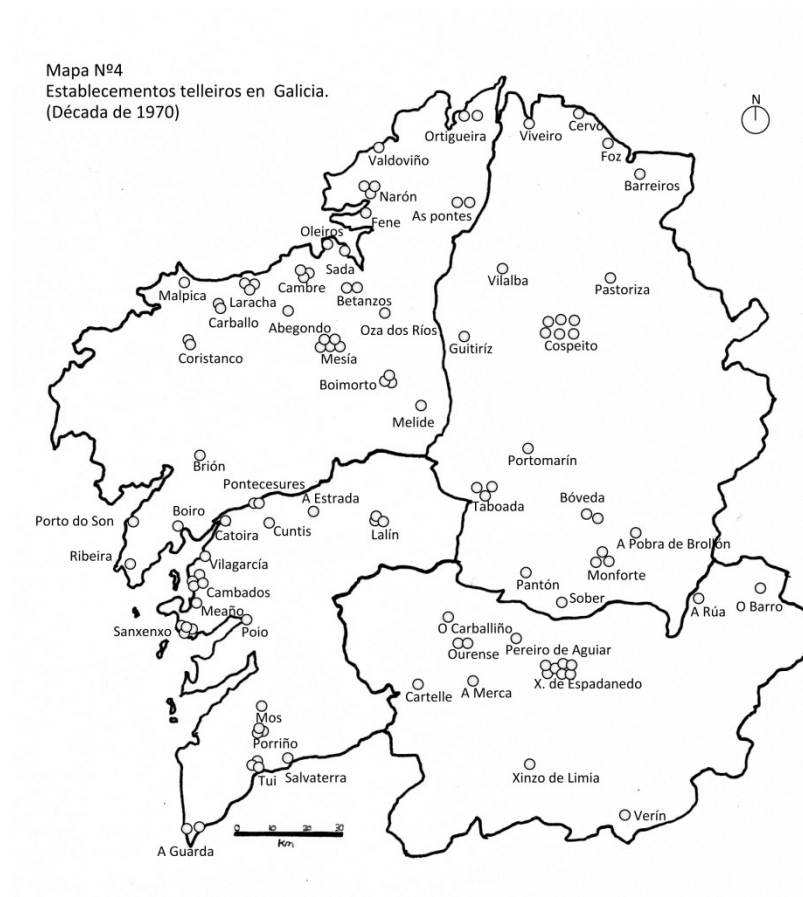 Mapa Nº4
Establecementos telleiros en Galicia.
(Década de 1970)
N
Ortigueira
Viveiro
Cervo
Foz
Valdoviño
Barreiros
Narón
As pontes
Fene
Oleiros
Sada
Vilalba
Pastoriza
Malpica
Laracha
Cambre
Betanzos
Carballo
Abegondo
Oza dos Ríos
Guitiríz
Cospeito
Coristanco
Mesía
Boimorto
Melide
Brión
Portomarín
Pontecesures
A Estrada
Taboada
Bóveda
Porto do Son
Boiro
Catoira
Cuntis
Lalín
A Pobra de Brollón
Ribeira
Vilagarcía
Monforte
Cambados
Pantón
Sober
Meaño
A Rúa
O Barro
Sanxenxo
Poio
O Carballiño
Ourense
Pereiro de Aguiar
Cartelle
A Merca
X. de Espadanedo
Mos
Porriño
Tui
Salvaterra
Xinzo de Limia
Verín
A Guarda
0 10 20 30
Km